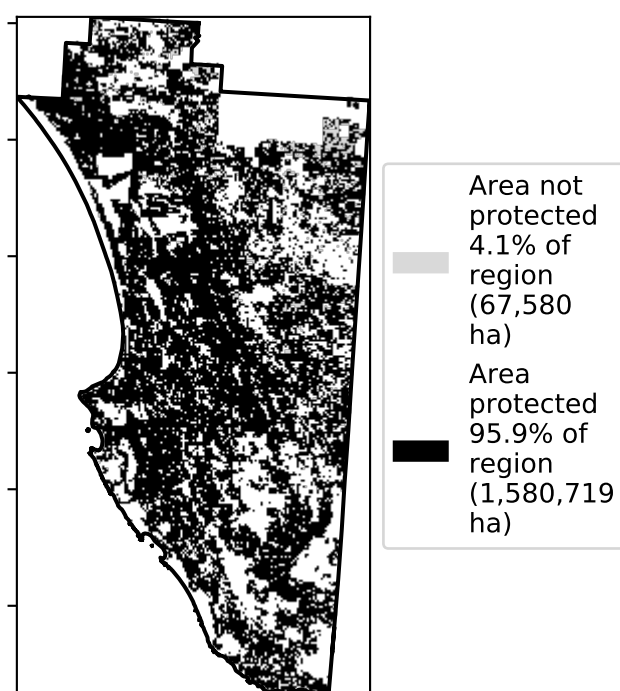 Area not
protected
4.1% of
region
(67,580
ha)
Area
protected
95.9% of
region
(1,580,719
ha)